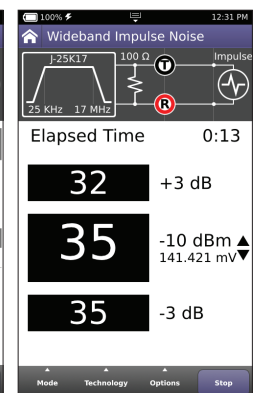 100%
12:31 PM
Wideband Impulse Noise
J-25K17
100 Ω
Impulse
T
25 KHz 17 MHz
R
Elapsed Time 0:13
32 +3 dB
35 -10 dBm
141.421 mV
35 -3 dB
Mode Technology Options Stop